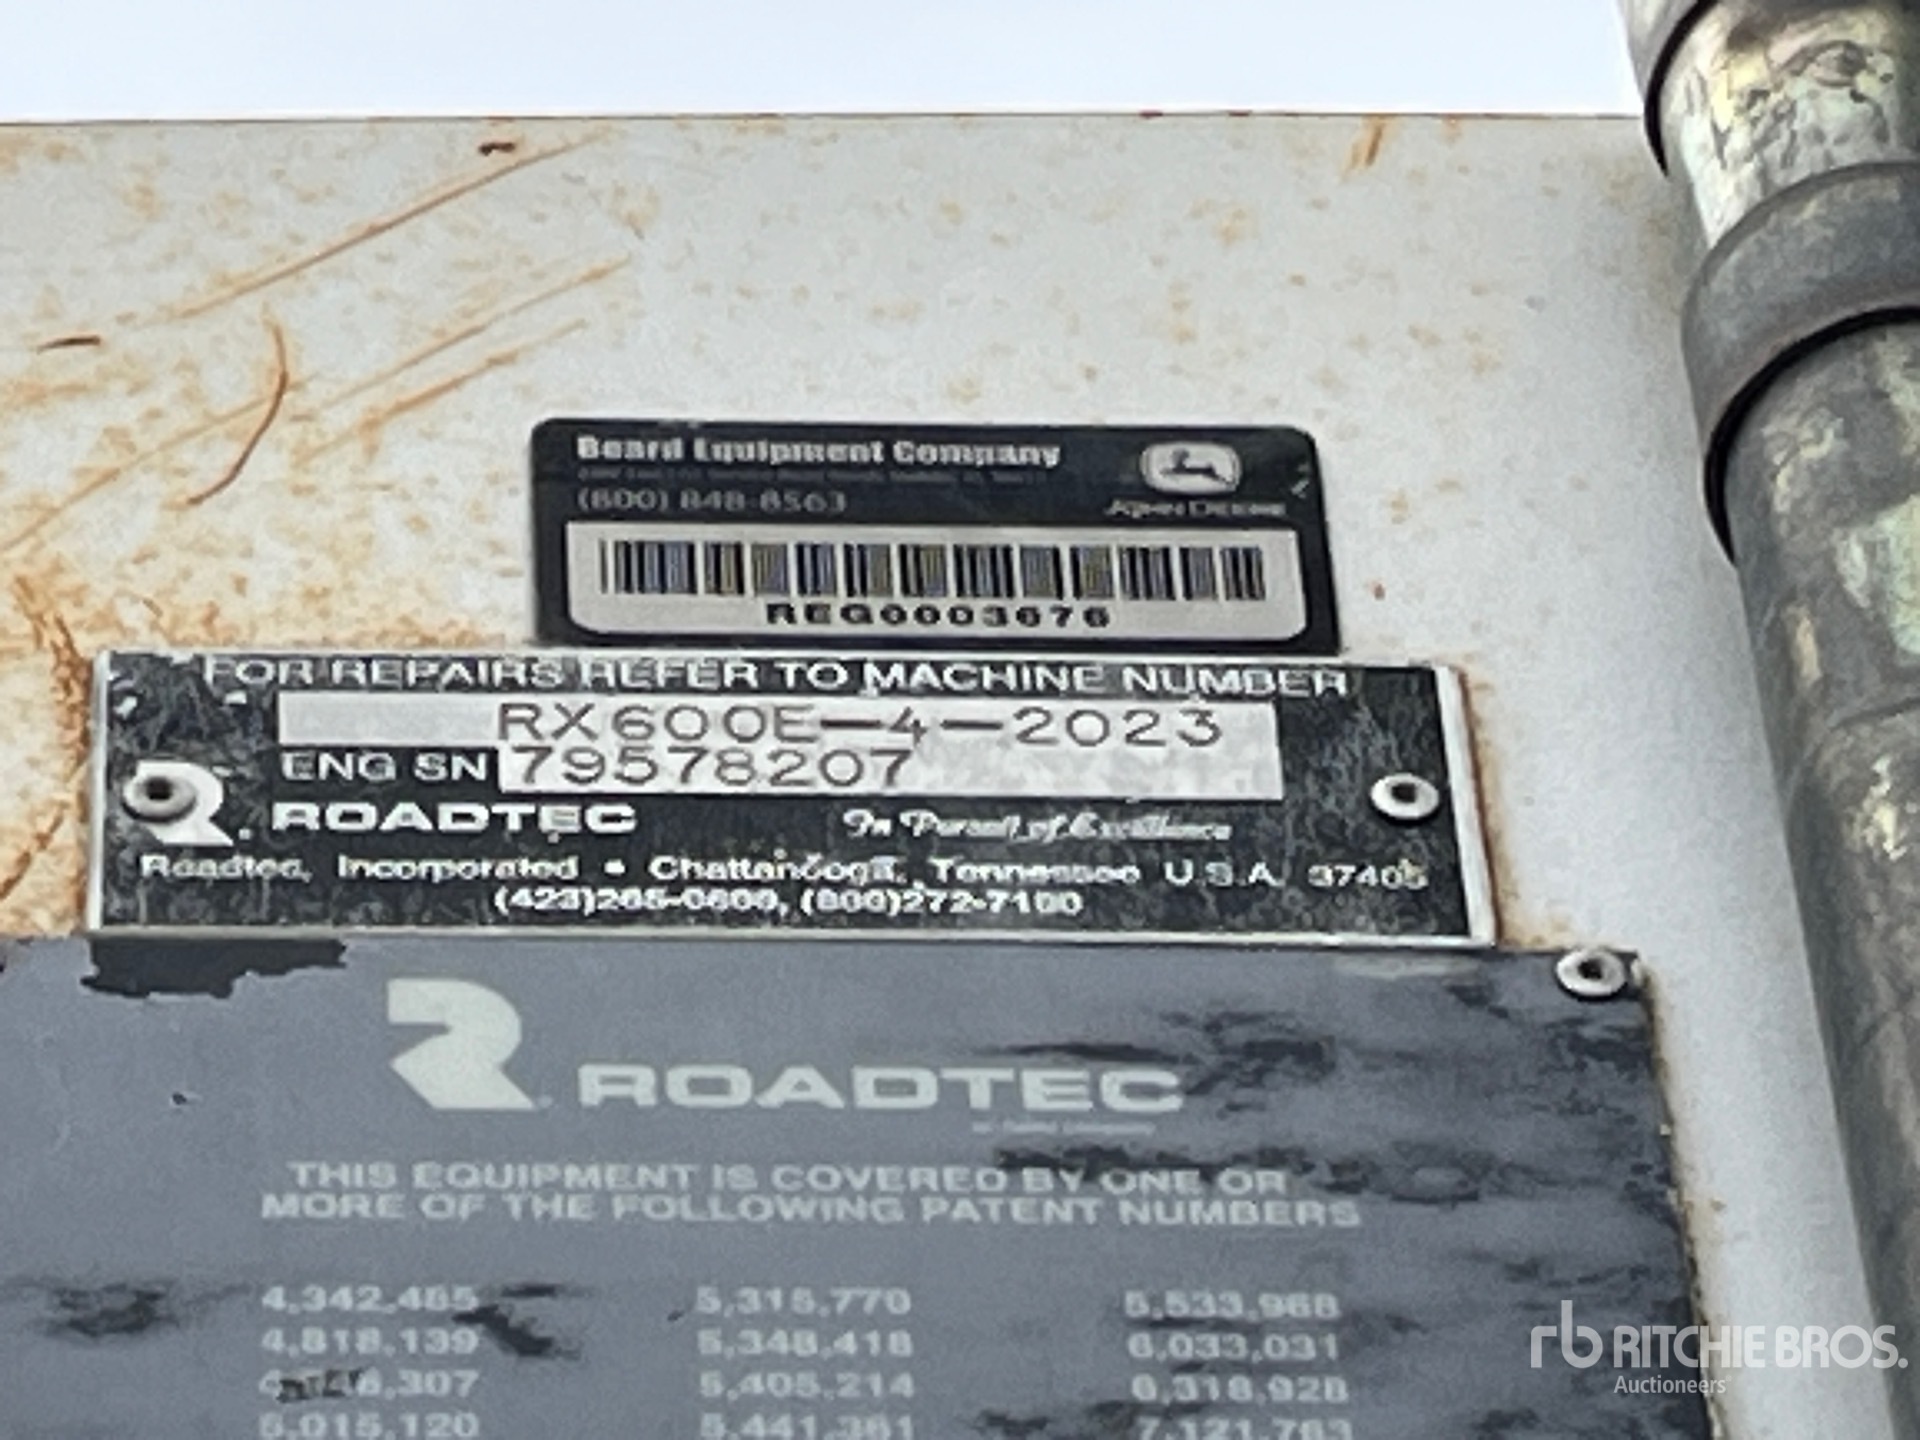 Beard Equipment Company
(800) 848-8563
JOHN DEERE
REG0003676
FOR REPAIRS REFER TO MACHINE NUMBER
RX600E-4-2023
ENG SN 79578207
ROADTEC In Pursuit of Excellence
Roadtec, Incorporated • Chattanooga, Tennessee U.S.A. 37405
(423)265-0600, (800)272-7100
ROADTEC
THIS EQUIPMENT IS COVERED BY ONE OR
MORE OF THE FOLLOWING PATENT NUMBERS
4,342,485 5,315,770 5,533,968
4,818,139 5,348,418 6,033,031
5,405,214 6,318,928
5,015,120 5,441,361 7,121,763
rb RITCHIE BROS.
Auctioneers